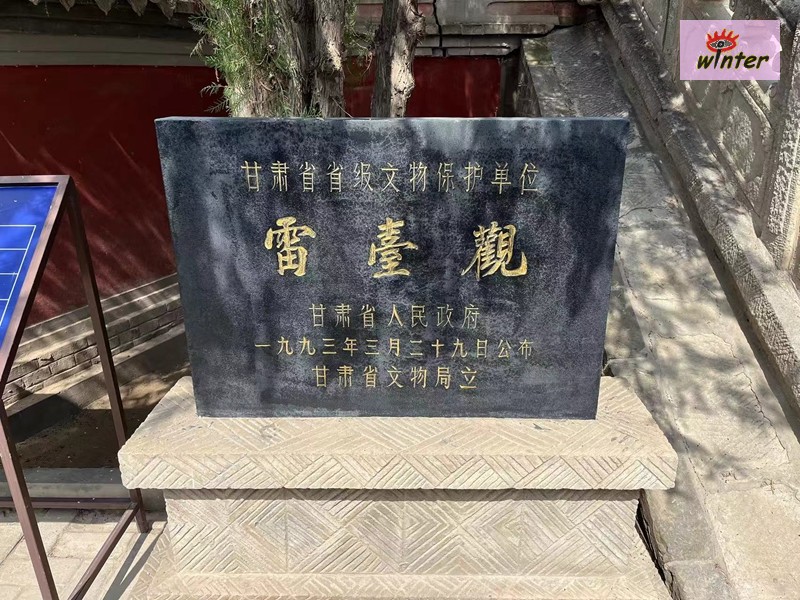 winter
甘肃省省级文物保护单位
雷臺觀
甘肃省人民政府
一九九三年三月二十九日公布
甘肃省文物局立